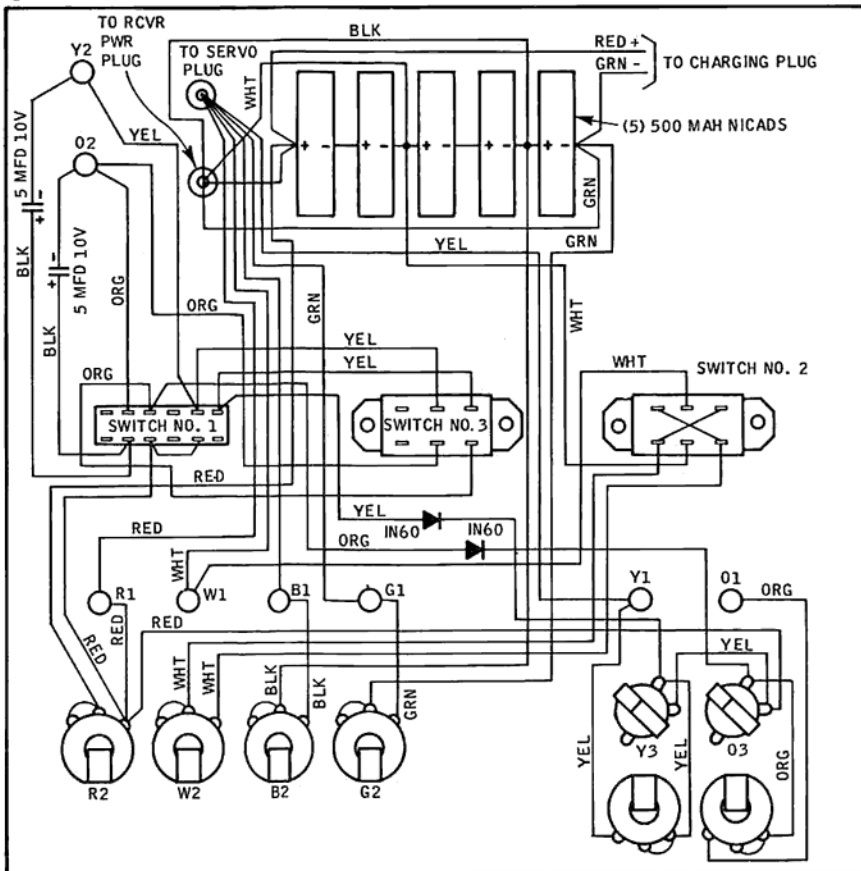 TO RCVR
PWR
PLUG
TO SERVO
PLUG
BLK
RED +
GRN -
TO CHARGING PLUG
(5) 500 MAH NICADS
Y2
YEL
WHT
O2
5 MFD 10V
- +
+ - + - + - + - + -
GRN
GRN
YEL
BLK
5 MFD 10V
- +
BLK
ORG
ORG
GRN
WHT
YEL
YEL
ORG
WHT
SWITCH NO. 2
SWITCH NO. 1
SWITCH NO. 3
RED
YEL
IN60
ORG
IN60
RED
WHT
R1
W1
B1
G1
Y1
O1
ORG
RED
RED
RED
WHT
WHT
BLK
BLK
GRN
YEL
YEL
YEL
ORG
Y3
O3
R2
W2
B2
G2